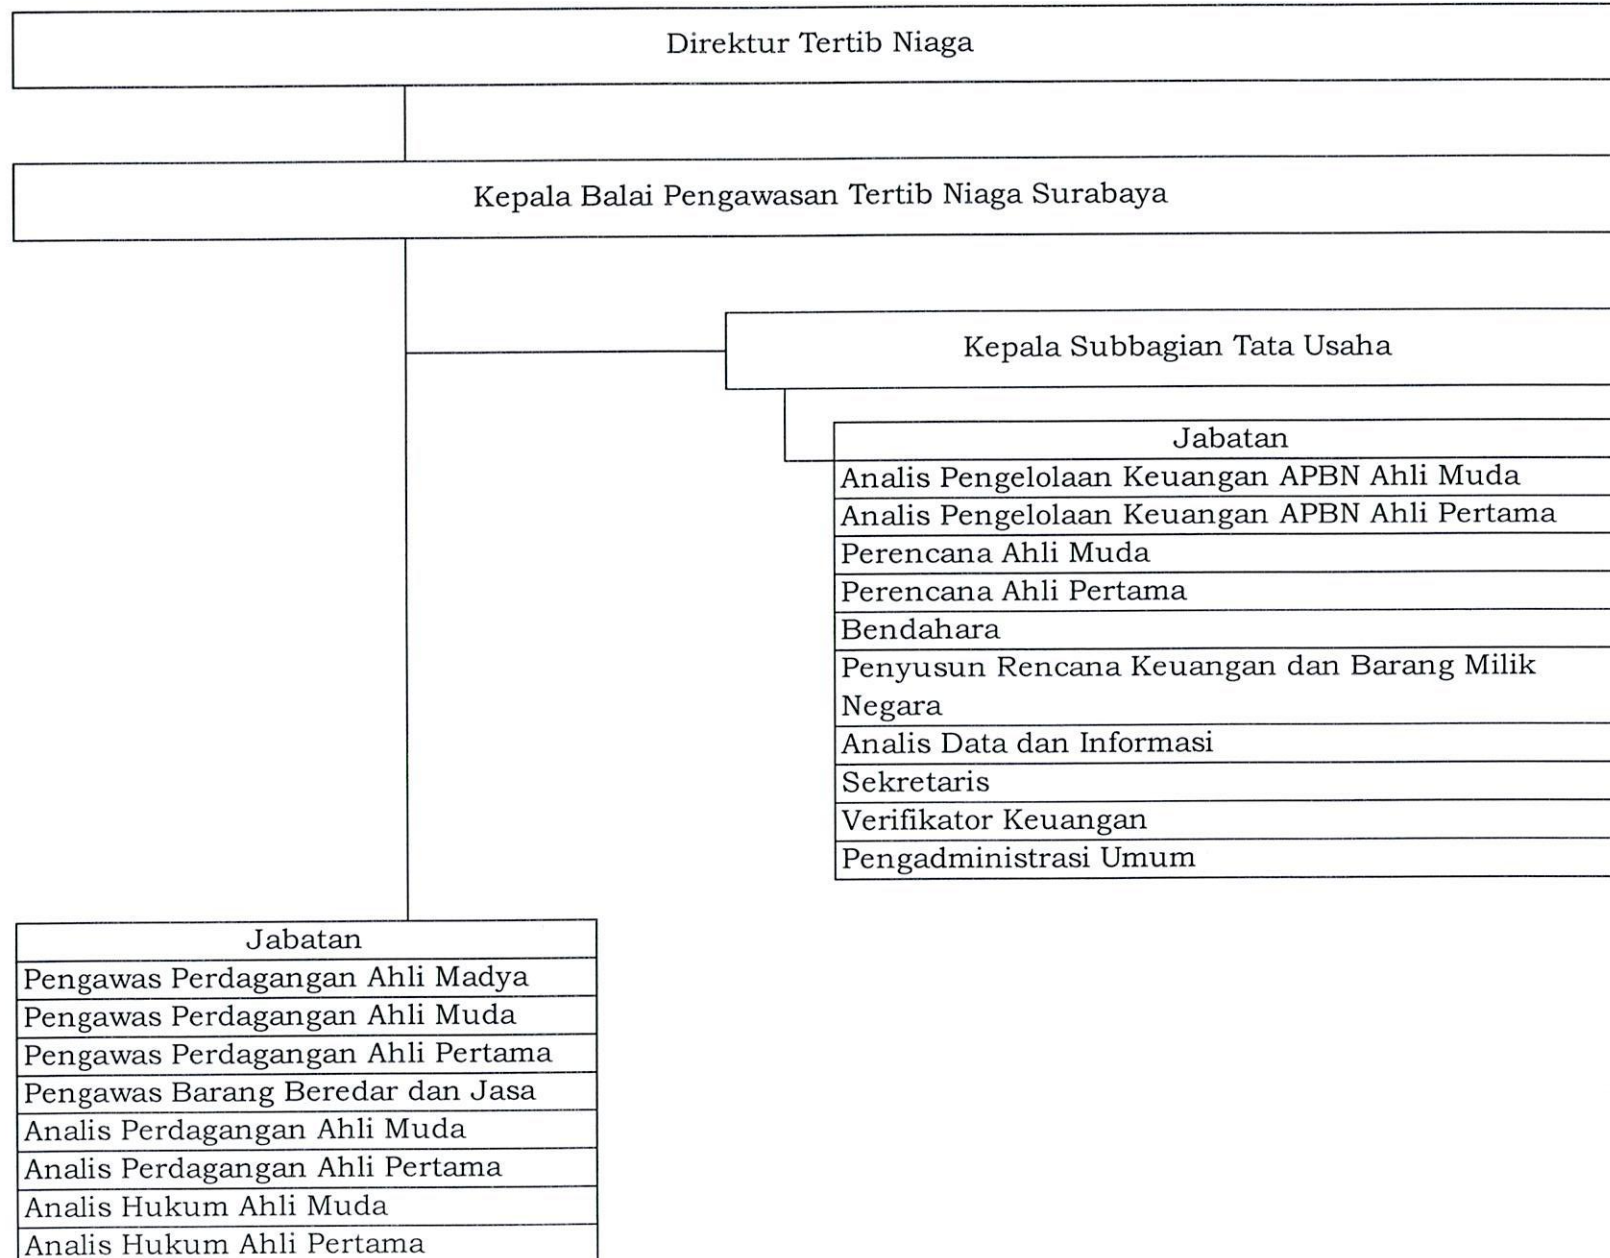 Direktur Tertib Niaga
Kepala Balai Pengawasan Tertib Niaga Surabaya
Kepala Subbagian Tata Usaha
Jabatan
Analis Pengelolaan Keuangan APBN Ahli Muda
Analis Pengelolaan Keuangan APBN Ahli Pertama
Perencana Ahli Muda
Perencana Ahli Pertama
Bendahara
Penyusun Rencana Keuangan dan Barang Milik
Negara
Analis Data dan Informasi
Sekretaris
Verifikator Keuangan
Pengadministrasi Umum
Jabatan
Pengawas Perdagangan Ahli Madya
Pengawas Perdagangan Ahli Muda
Pengawas Perdagangan Ahli Pertama
Pengawas Barang Beredar dan Jasa
Analis Perdagangan Ahli Muda
Analis Perdagangan Ahli Pertama
Analis Hukum Ahli Muda
Analis Hukum Ahli Pertama